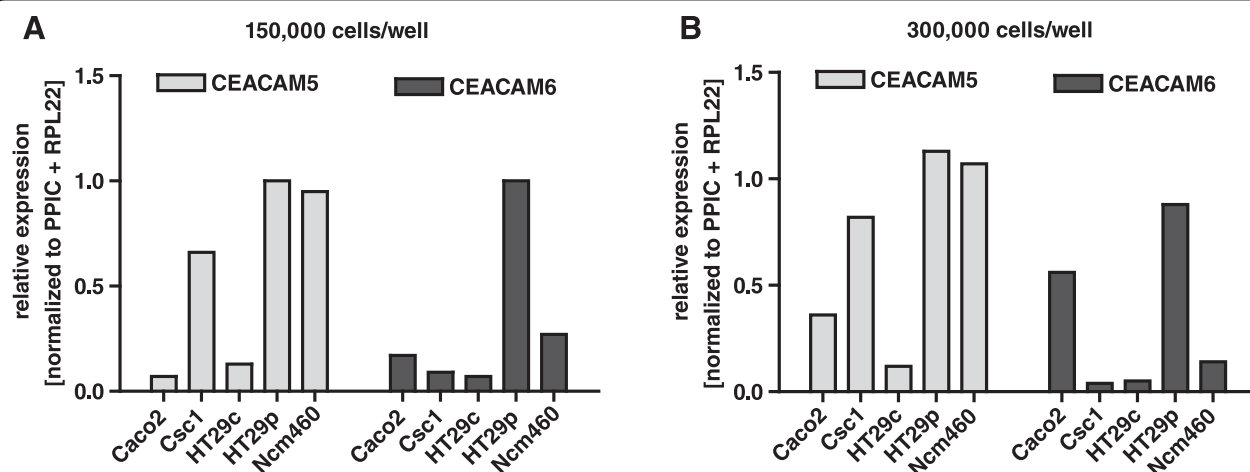 A
150,000 cells/well
CEACAM5
CEACAM6
relative expression
[normalized to PPIC + RPL22]
1.5
1.0
0.5
0.0
Caco2
Csc1
HT29c
HT29p
Ncm460
Caco2
Csc1
HT29c
HT29p
Ncm460
B
300,000 cells/well
CEACAM5
CEACAM6
relative expression
[normalized to PPIC + RPL22]
1.5
1.0
0.5
0.0
Caco2
Csc1
HT29c
HT29p
Ncm460
Caco2
Csc1
HT29c
HT29p
Ncm460